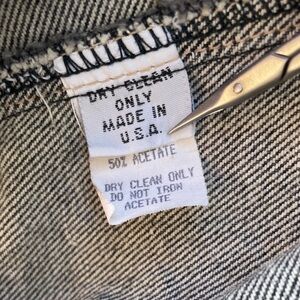 DRY CLEAN
ONLY
MADE IN
U.S.A.
50% ACETATE
DRY CLEAN ONLY
DO NOT IRON
ACETATE